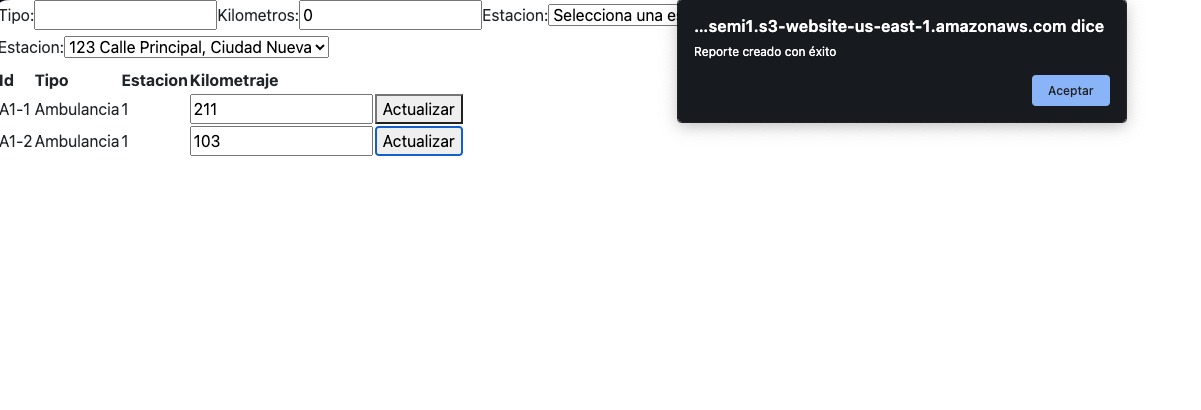 Tipo: Kilometros: 0 Estacion: Selecciona una
Estacion: 123 Calle Principal, Ciudad Nueva
Id Tipo Estacion Kilometraje
A1-1 Ambulancia 1 211 Actualizar
A1-2 Ambulancia 1 103 Actualizar
...semi1.s3-website-us-east-1.amazonaws.com dice
Reporte creado con éxito
Aceptar